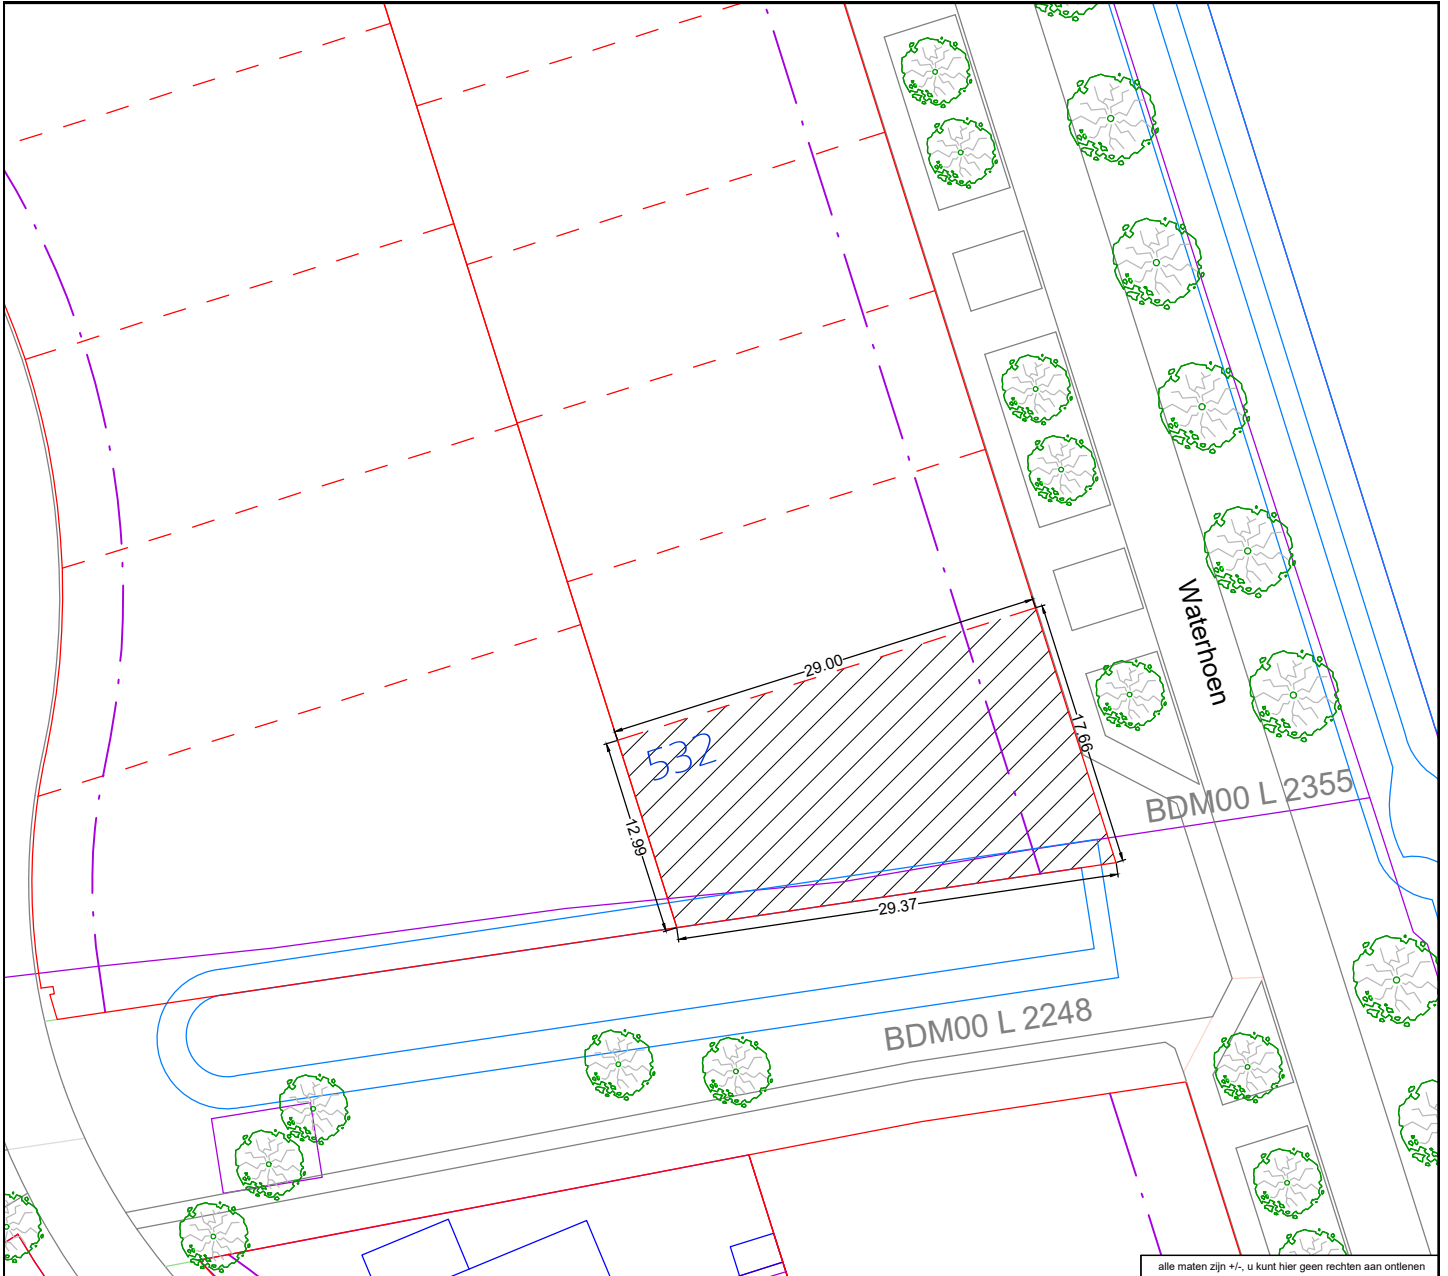 29.00
532
17.66
12.99
29.37
Waterhoen
BDM00 L 2355
BDM00 L 2248
alle maten zijn +/-, u kunt hier geen rechten aan ontlenen